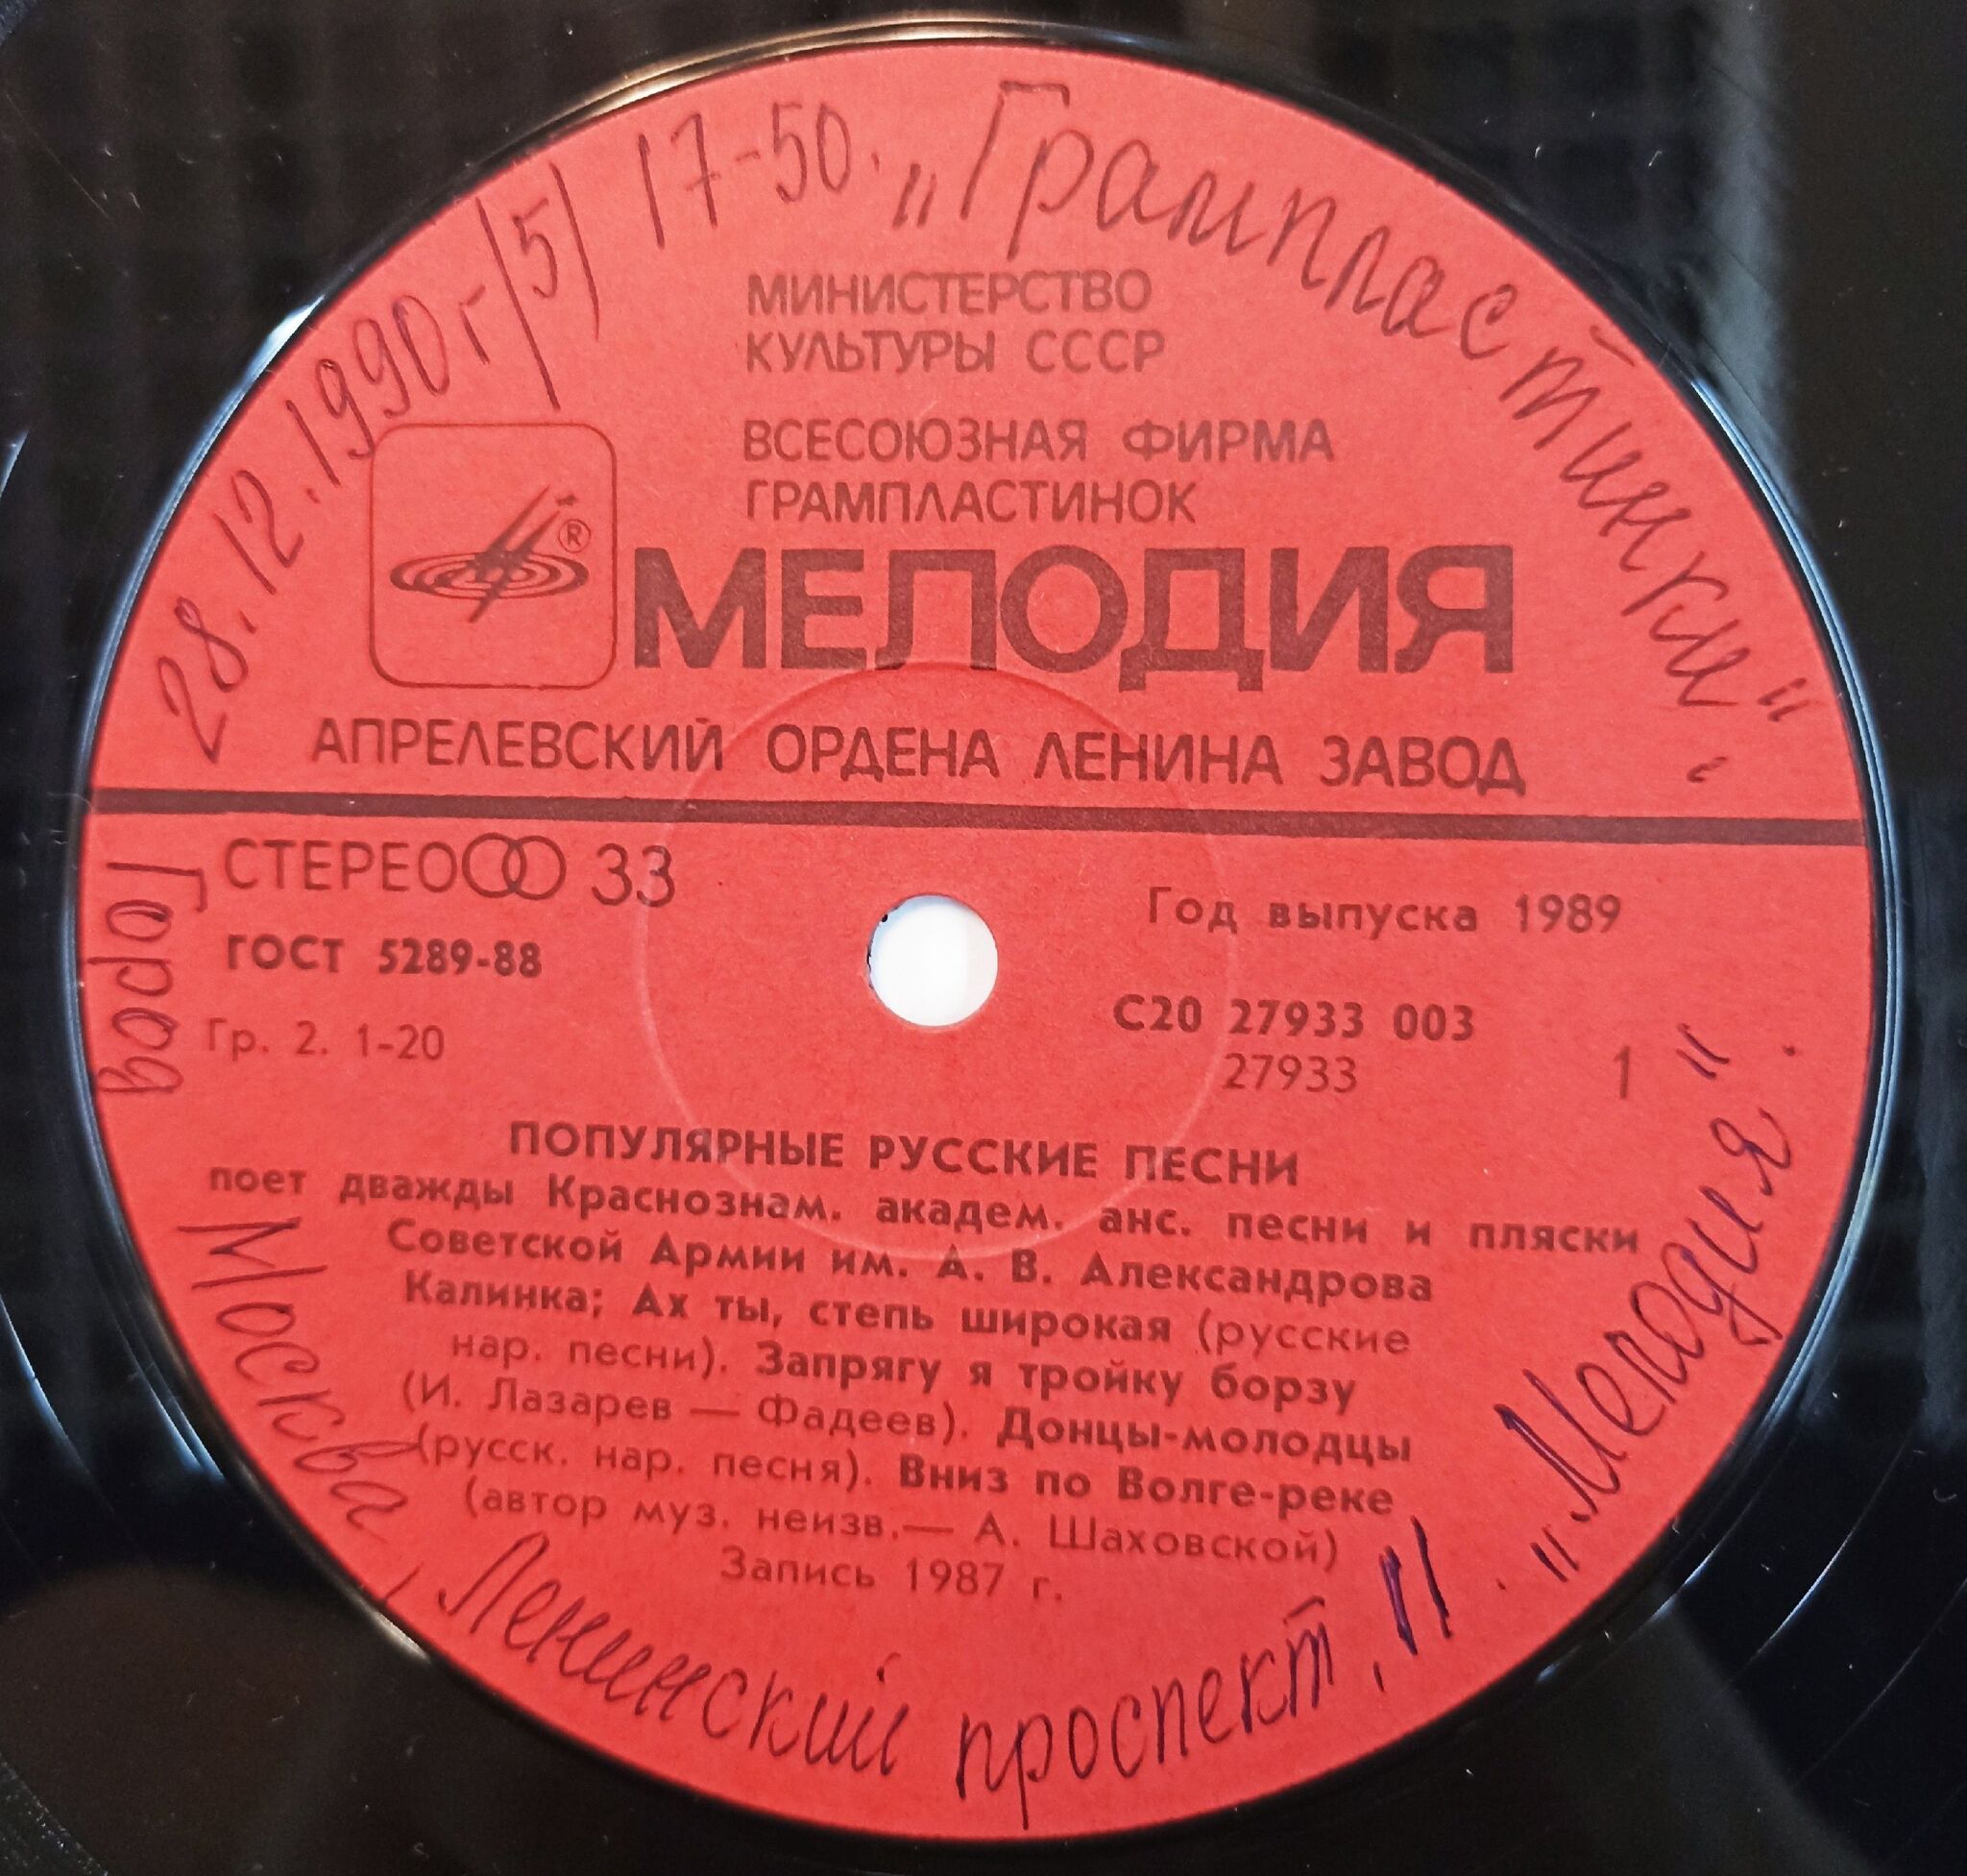 28.12.1990г/5/ 17-50. „Грампластинки"
МИНИСТЕРСТВО
КУЛЬТУРЫ СССР
ВСЕСОЮЗНАЯ ФИРМА
ГРАМПЛАСТИНОК
®
МЕЛОДИЯ
АПРЕЛЕВСКИЙ ОРДЕНА ЛЕНИНА ЗАВОД
СТЕРЕО 33
Год выпуска 1989
ГОСТ 5289-88
С20 27933 003
Гр. 2. 1-20
27933
1
ПОПУЛЯРНЫЕ РУССКИЕ ПЕСНИ
поет дважды Краснознам. академ. анс. песни и пляски
Советской Армии им. А. В. Александрова
Калинка; Ах ты, степь широкая (русские
нар. песни). Запрягу я тройку борзу
(И. Лазарев — Фадеев). Донцы-молодцы
(русск. нар. песня). Вниз по Волге-реке
(автор муз. неизв.— А. Шаховской)
Запись 1987 г.
Город Москва, Ленинский проспект, 11. „Мелодия".